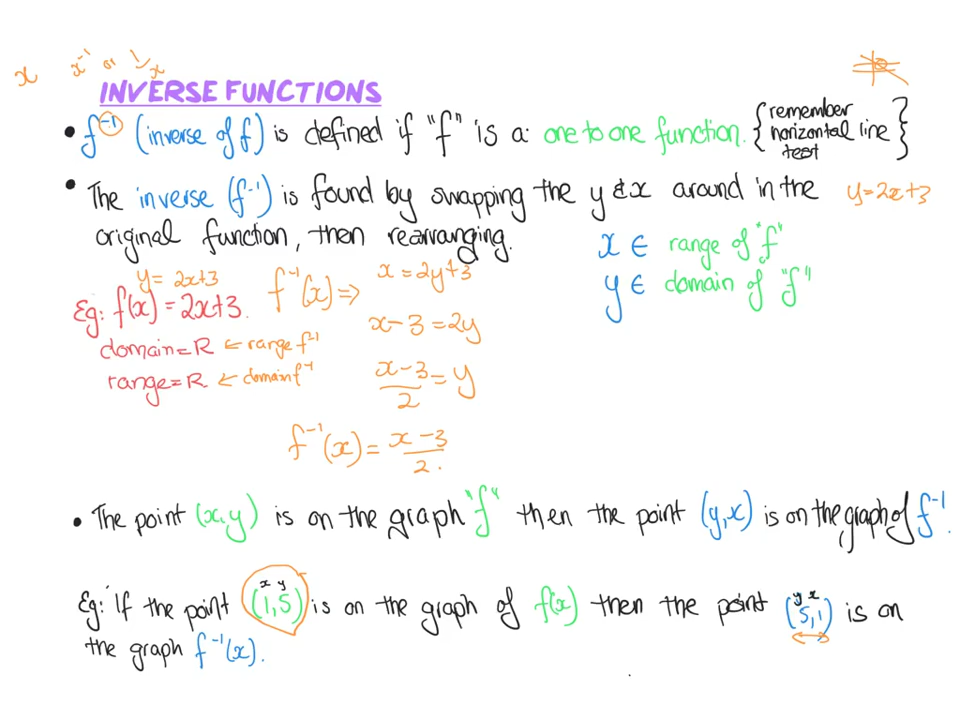 x x⁻¹ or 1/x
INVERSE FUNCTIONS
• f⁻¹ (inverse of f) is defined if "f" is a: one to one function. {remember horizontal line test}
• The inverse (f⁻¹) is found by swapping the y & x around in the y=2x+3
original function, then rearranging.
x ∈ range of "f"
y ∈ domain of "f"
y = 2x+3
Eg: f(x) = 2x+3.
domain = R ← range f⁻¹
range = R ← domain f⁻¹
f⁻¹(x) ⇒ x = 2y+3
x - 3 = 2y
(x-3)/2 = y
f⁻¹(x) = (x-3)/2.
• The point (x,y) is on the graph "f" then the point (y,x) is on the graph of f⁻¹.
x y y x
Eg: If the point (1,5) is on the graph of f(x) then the point (5,1) is on
the graph f⁻¹(x).